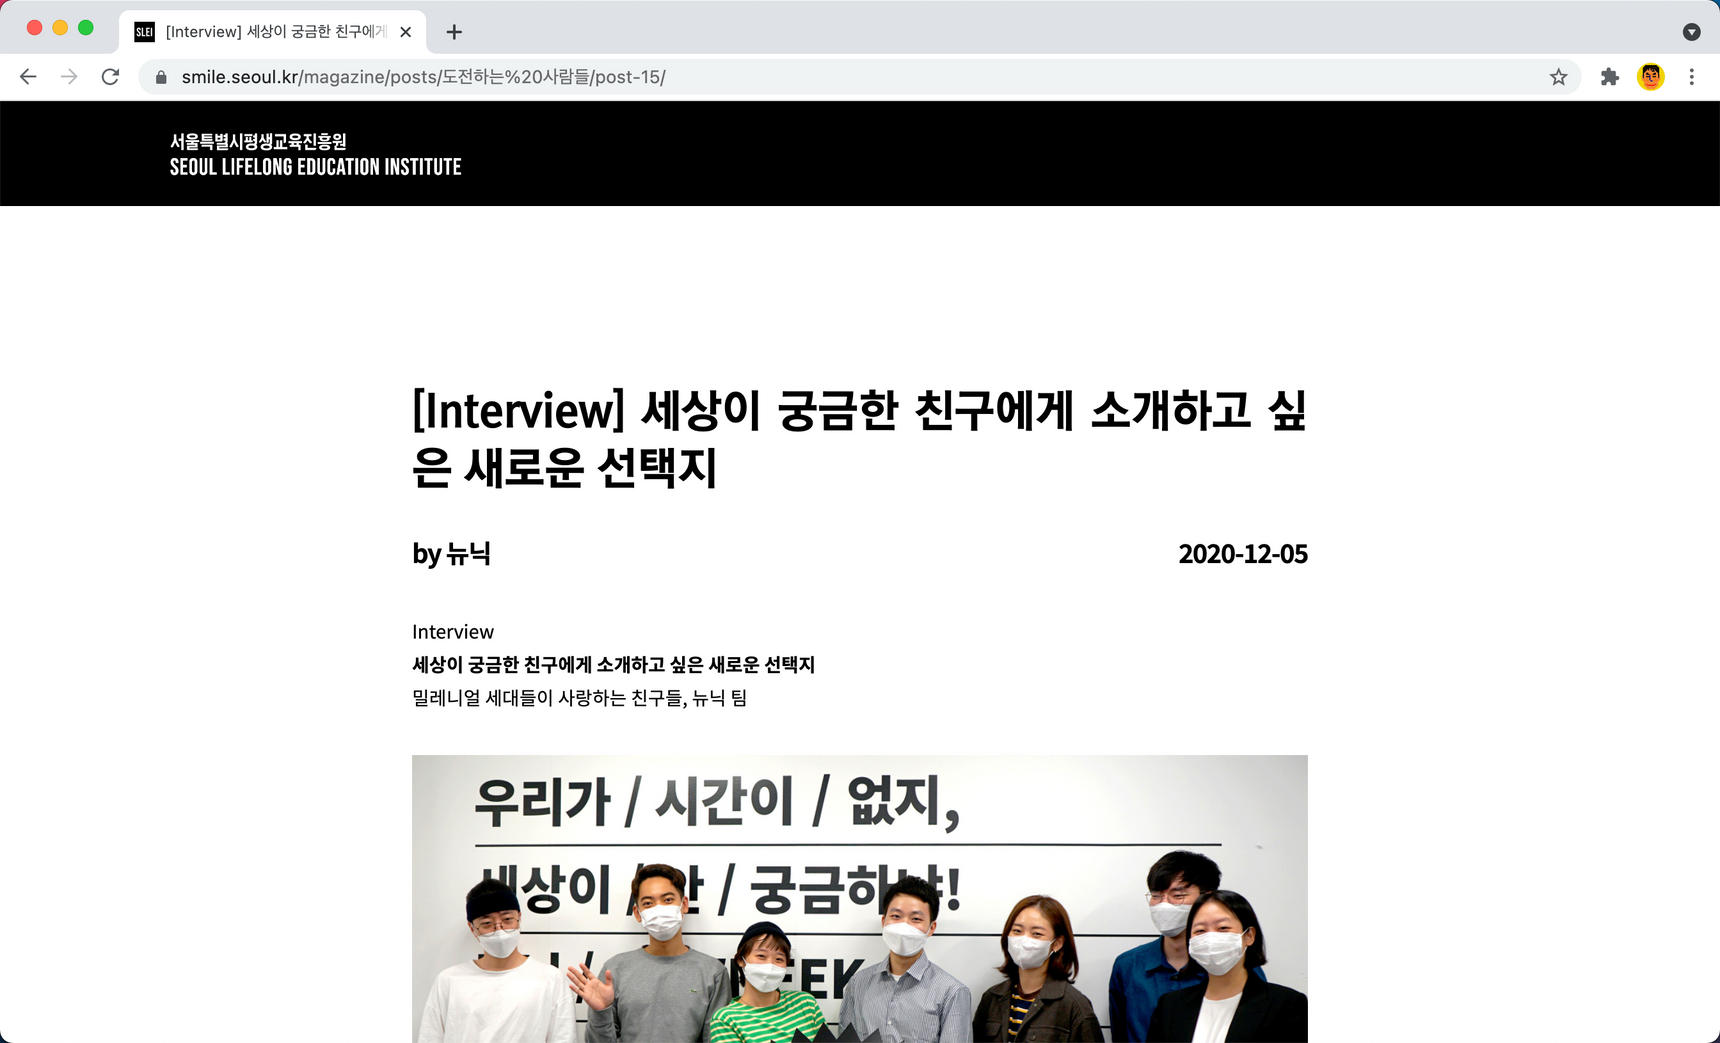 SLEI [Interview] 세상이 궁금한 친구에게
smile.seoul.kr/magazine/posts/도전하는%20사람들/post-15/
서울특별시평생교육진흥원
SEOUL LIFELONG EDUCATION INSTITUTE
[Interview] 세상이 궁금한 친구에게 소개하고 싶
은 새로운 선택지
by 뉴닉
2020-12-05
Interview
세상이 궁금한 친구에게 소개하고 싶은 새로운 선택지
밀레니얼 세대들이 사랑하는 친구들, 뉴닉 팀
우리가 / 시간이 / 없지,
세상이 / 안 / 궁금하냐!